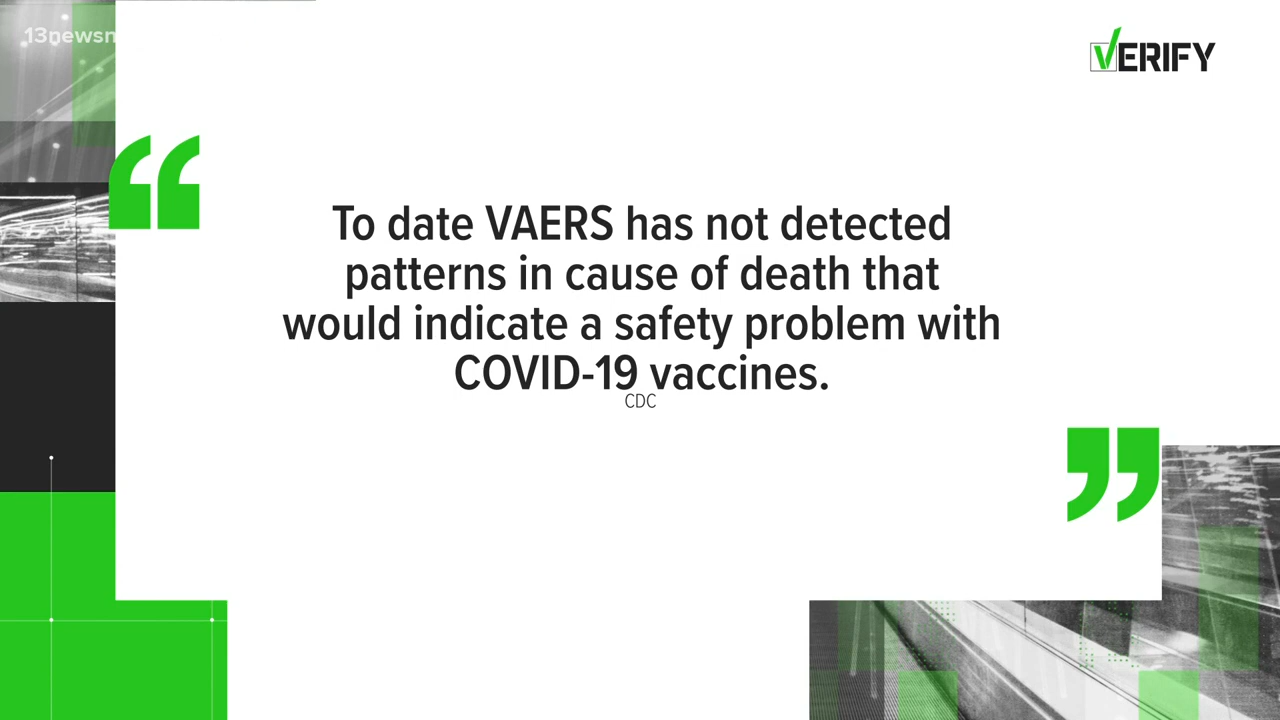 13newsn
VERIFY
To date VAERS has not detected
patterns in cause of death that
would indicate a safety problem with
COVID-19 vaccines.
CDC